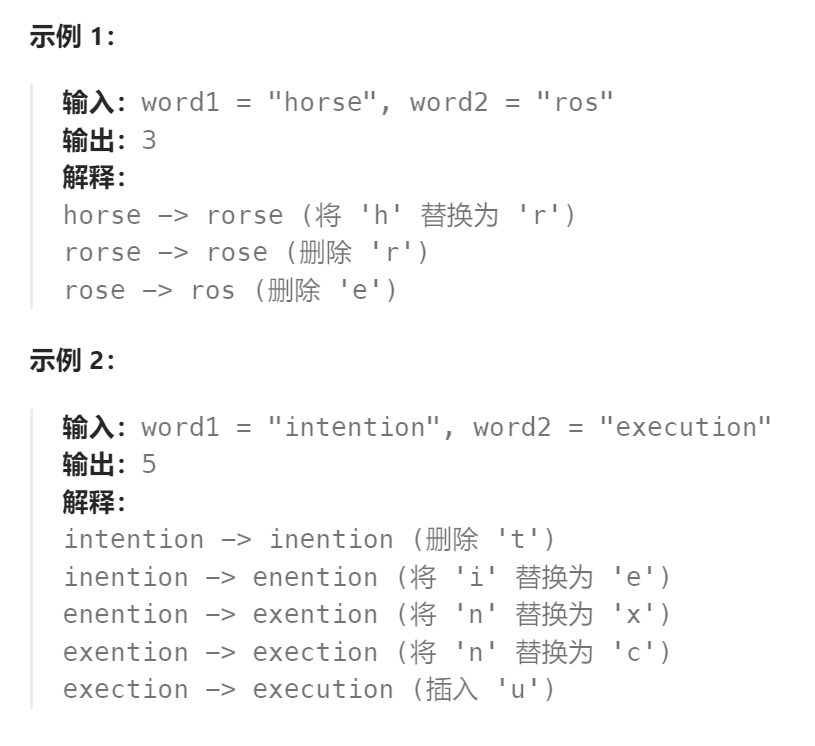 示例 1：
输入：word1 = "horse", word2 = "ros"
输出：3
解释：
horse -> rorse (将 'h' 替换为 'r')
rorse -> rose (删除 'r')
rose -> ros (删除 'e')
示例 2：
输入：word1 = "intention", word2 = "execution"
输出：5
解释：
intention -> inention (删除 't')
inention -> enention (将 'i' 替换为 'e')
enention -> exention (将 'n' 替换为 'x')
exention -> exection (将 'n' 替换为 'c')
exection -> execution (插入 'u')